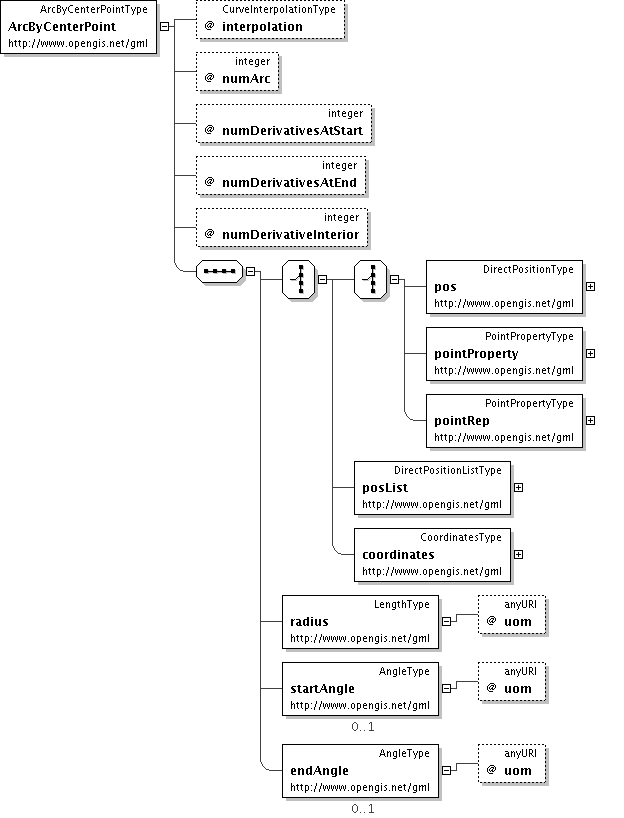 ArcByCenterPointType
ArcByCenterPoint
http://www.opengis.net/gml
CurveInterpolationType
@ interpolation
integer
@ numArc
integer
@ numDerivativesAtStart
integer
@ numDerivativesAtEnd
integer
@ numDerivativeInterior
DirectPositionType
pos
http://www.opengis.net/gml
PointPropertyType
pointProperty
http://www.opengis.net/gml
PointPropertyType
pointRep
http://www.opengis.net/gml
DirectPositionListType
posList
http://www.opengis.net/gml
CoordinatesType
coordinates
http://www.opengis.net/gml
LengthType
radius
http://www.opengis.net/gml
anyURI
@ uom
AngleType
startAngle
http://www.opengis.net/gml
0..1
anyURI
@ uom
AngleType
endAngle
http://www.opengis.net/gml
0..1
anyURI
@ uom